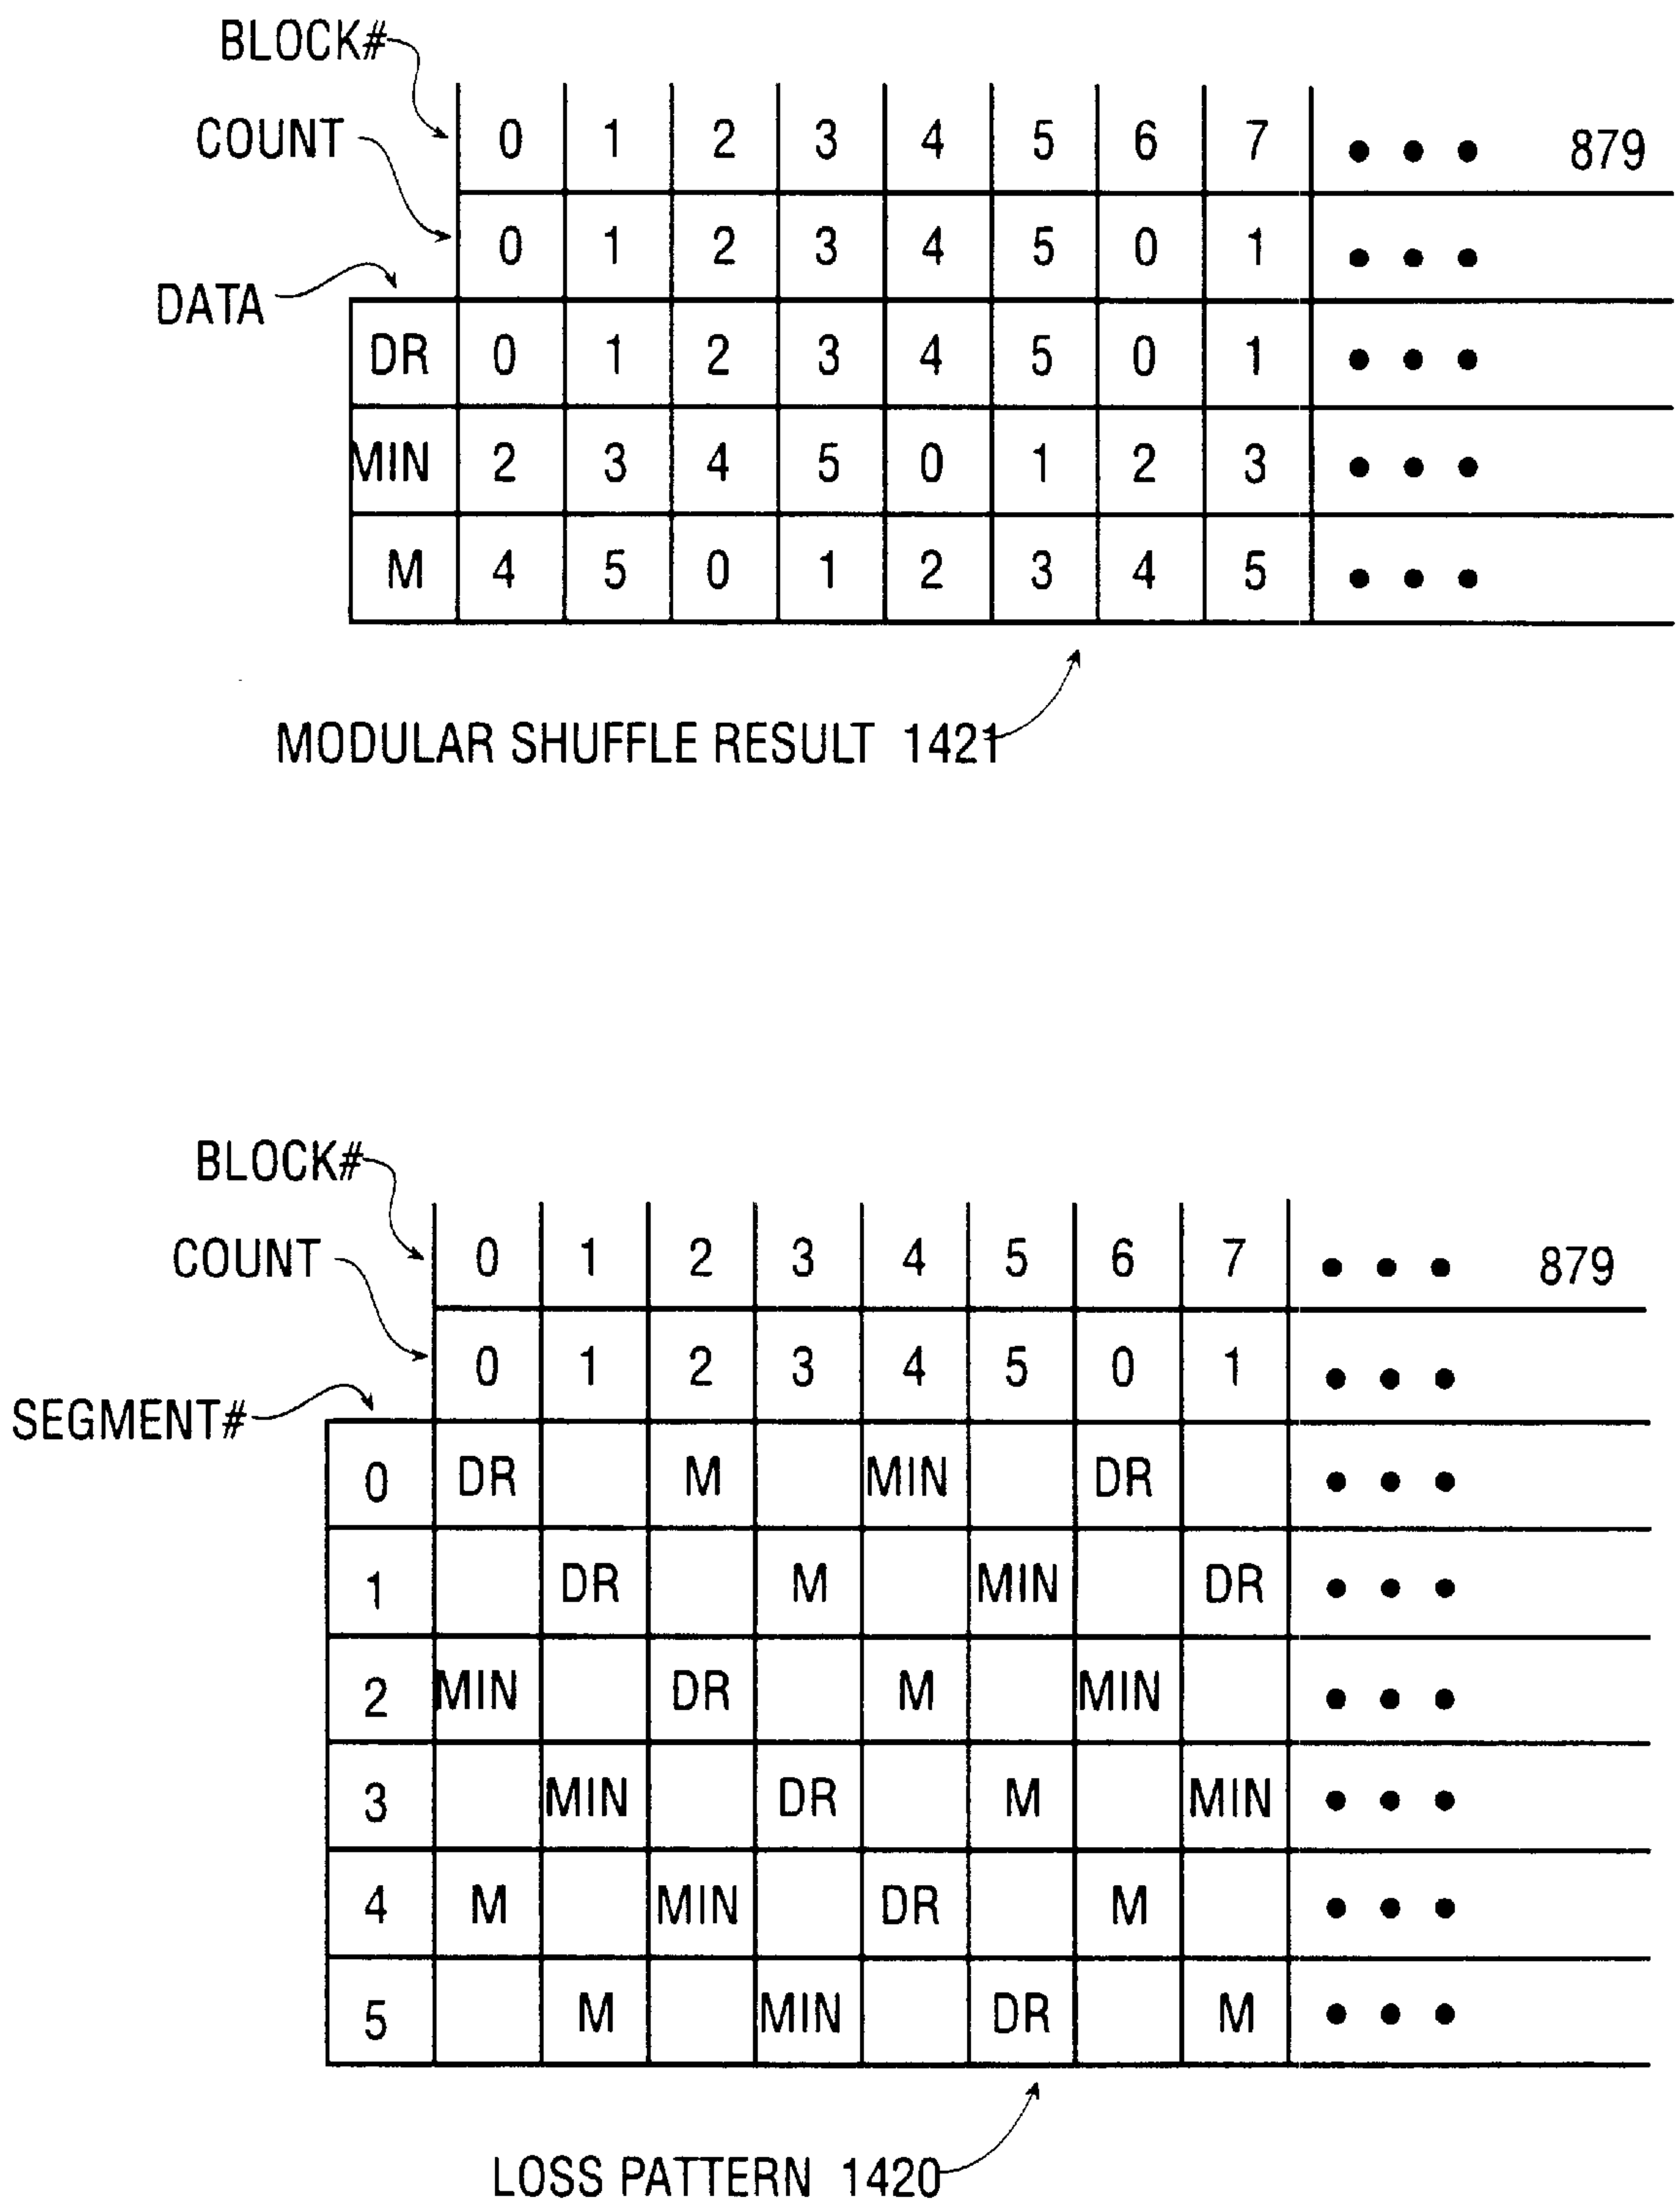 BLOCK#
COUNT
DATA
0 1 2 3 4 5 6 7 • • • 879
0 1 2 3 4 5 0 1 • • •
DR 0 1 2 3 4 5 0 1 • • •
MIN 2 3 4 5 0 1 2 3 • • •
M 4 5 0 1 2 3 4 5 • • •
MODULAR SHUFFLE RESULT 1421
BLOCK#
COUNT
SEGMENT#
0 1 2 3 4 5 6 7 • • • 879
0 1 2 3 4 5 0 1 • • •
0 DR M MIN DR • • •
1 DR M MIN DR • • •
2 MIN DR M MIN • • •
3 MIN DR M MIN • • •
4 M MIN DR M • • •
5 M MIN DR M • • •
LOSS PATTERN 1420